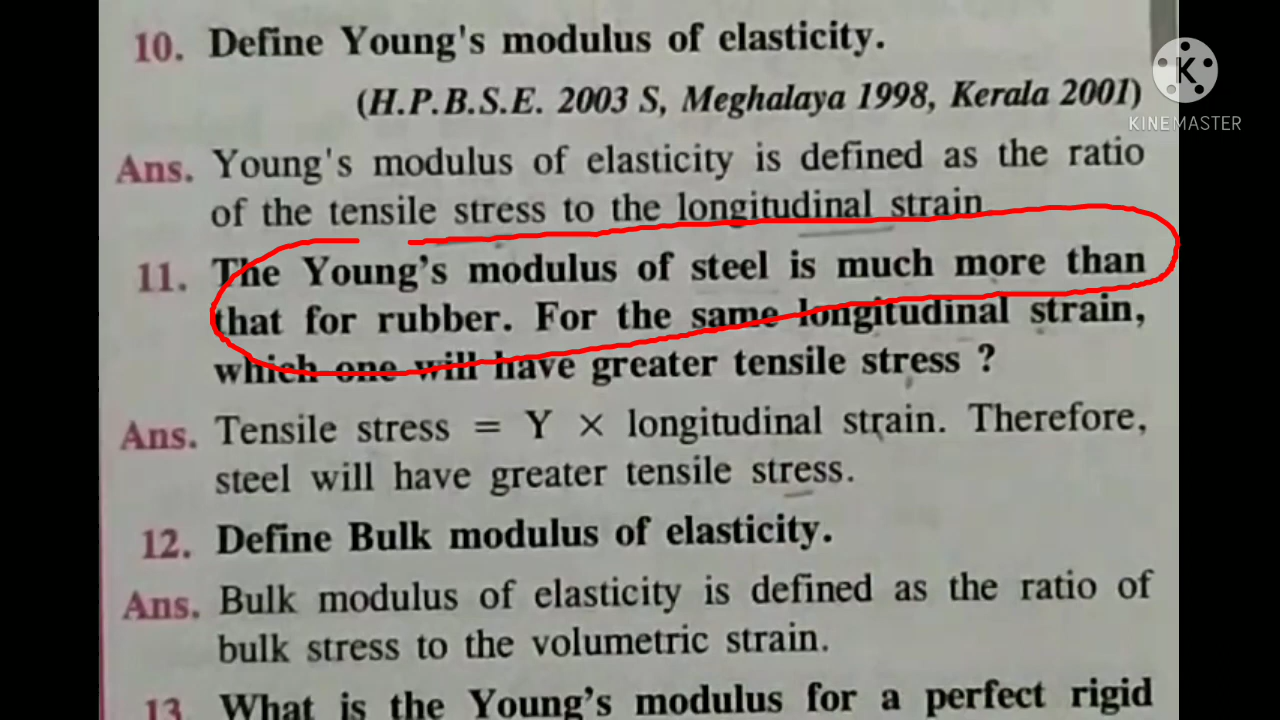 10. Define Young's modulus of elasticity.
(H.P.B.S.E. 2003 S, Meghalaya 1998, Kerala 2001)
K
KINEMASTER
Ans. Young's modulus of elasticity is defined as the ratio
of the tensile stress to the longitudinal strain
11. The Young's modulus of steel is much more than
that for rubber. For the same longitudinal strain,
which one will have greater tensile stress ?
Ans. Tensile stress = Y × longitudinal strain. Therefore,
steel will have greater tensile stress.
12. Define Bulk modulus of elasticity.
Ans. Bulk modulus of elasticity is defined as the ratio of
bulk stress to the volumetric strain.
13. What is the Young's modulus for a perfect rigid